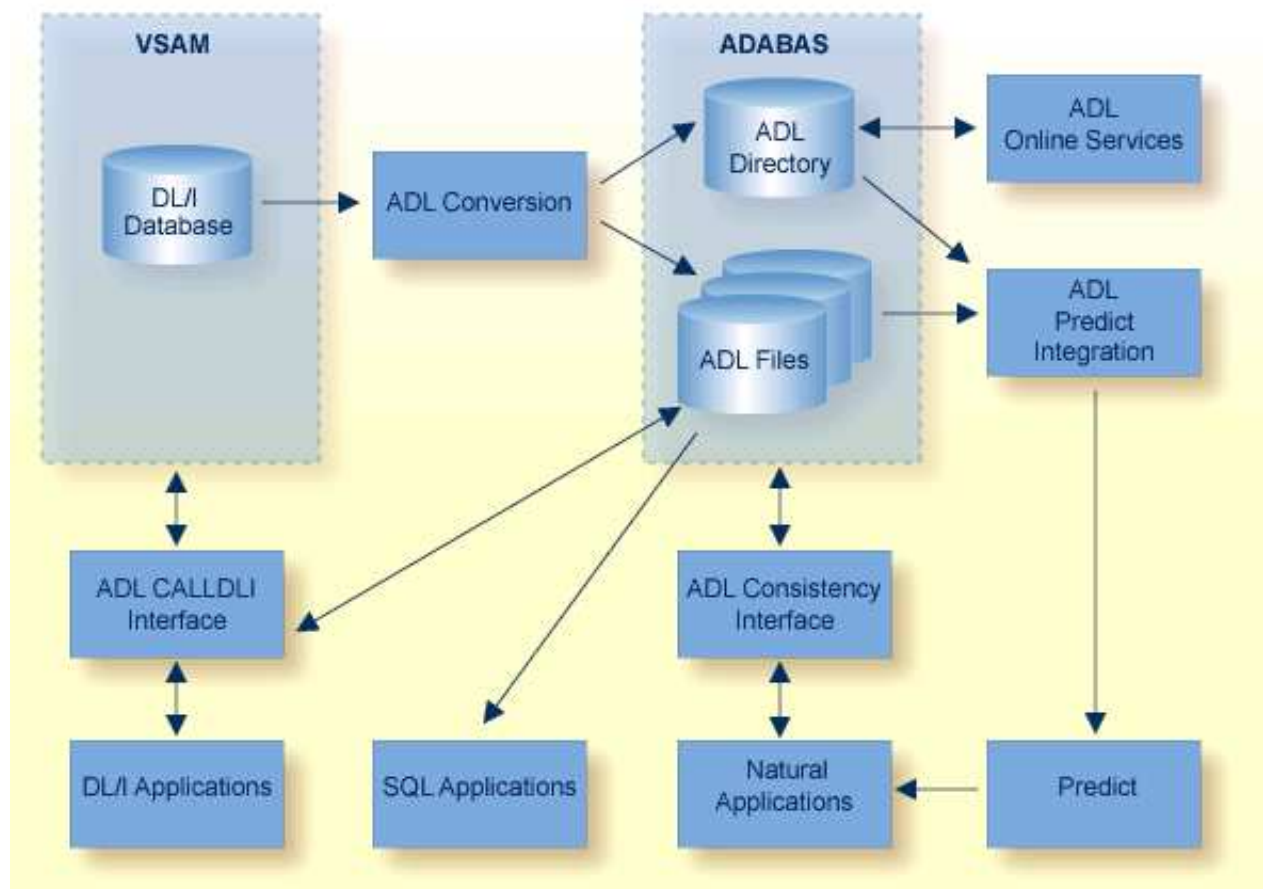 VSAM
ADABAS
DL/I
Database
ADL Conversion
ADL
Directory
ADL
Online Services
ADL Files
ADL
Predict
Integration
ADL CALLDLI
Interface
ADL Consistency
Interface
DL/I Applications
SQL Applications
Natural
Applications
Predict